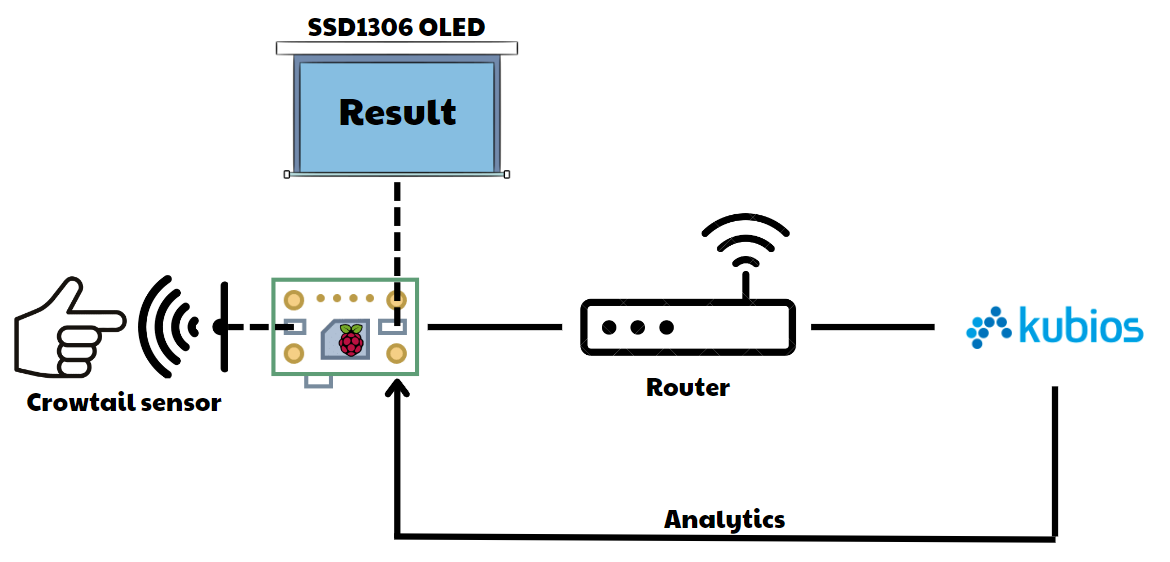 SSD1306 OLED
Result
Crowtail sensor
Router
kubios
Analytics